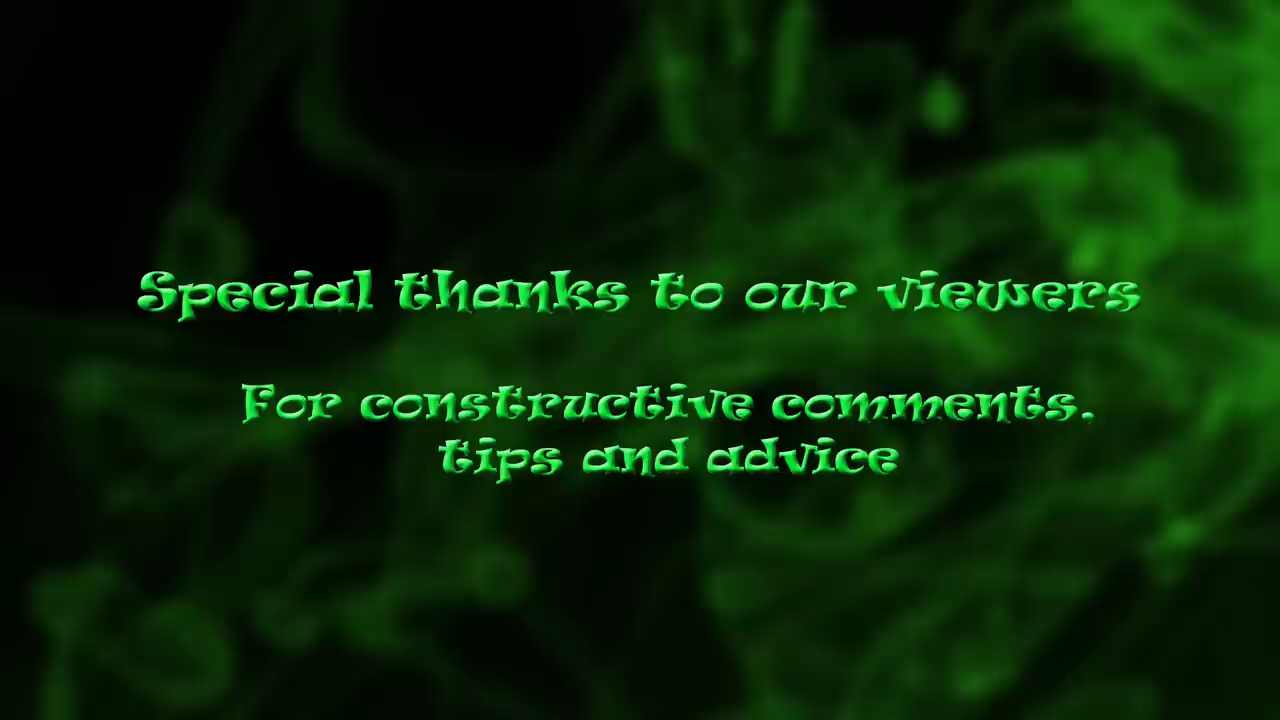 Special thanks to our viewers
For constructive comments,
tips and advice